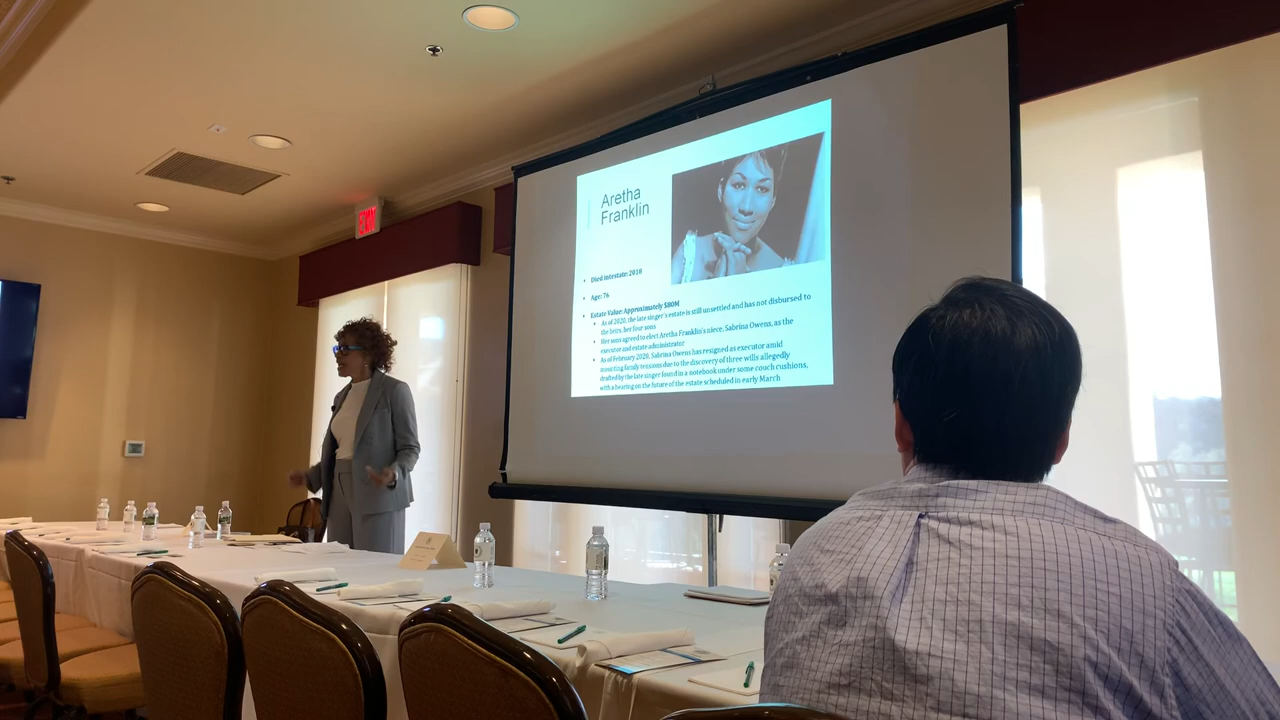 EXIT
Aretha
Franklin
• Died intestate: 2018
• Age: 76
• Estate Value: Approximately $80M
• As of 2020, the late singer's estate is still unsettled and has not disbursed to
the heirs, her four sons
• Her sons agreed to elect Aretha Franklin's niece, Sabrina Owens, as the
executor and estate administrator
• As of February 2020, Sabrina Owens has resigned as executor amid
mounting family tensions due to the discovery of three wills allegedly
drafted by the late singer found in a notebook under some couch cushions,
with a hearing on the future of the estate scheduled in early March